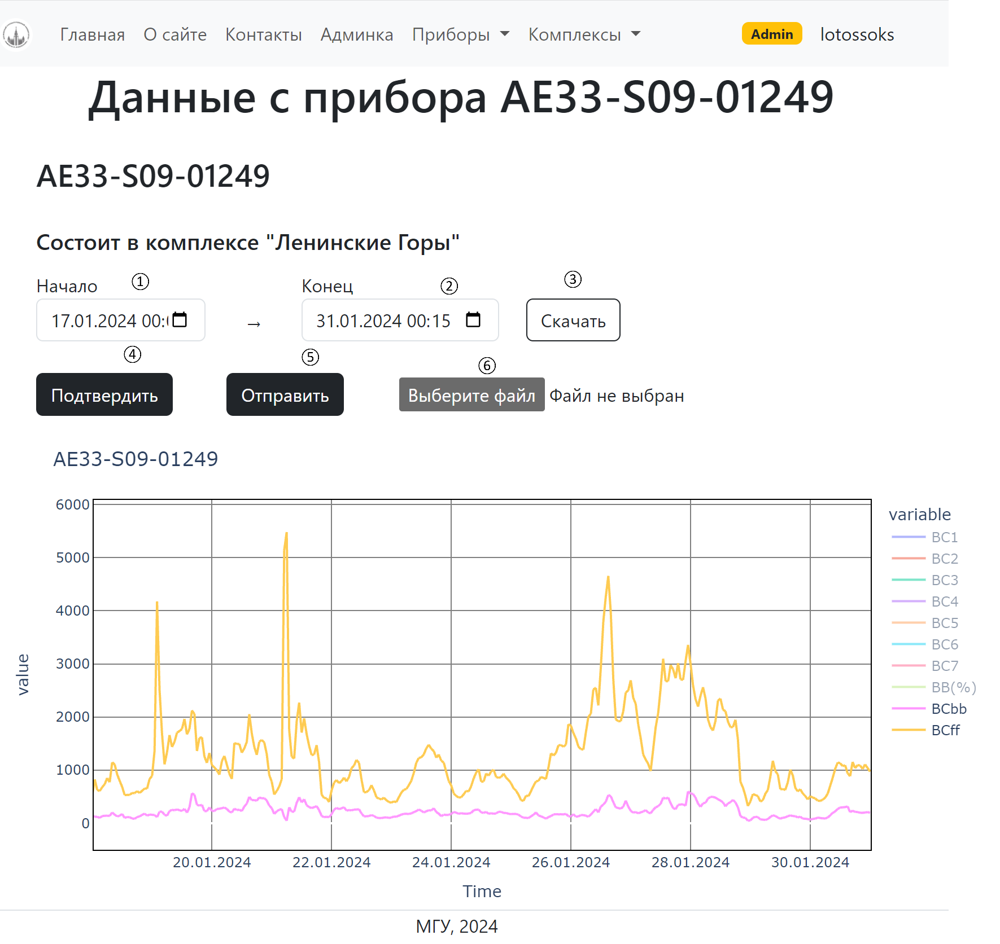 Главная О сайте Контакты Админка Приборы Комплексы Admin lotossoks
Данные с прибора AE33-S09-01249
AE33-S09-01249
Состоит в комплексе "Ленинские Горы"
Начало ① Конец ② ③
17.01.2024 00:0 → 31.01.2024 00:15 Скачать
④ ⑤ ⑥
Подтвердить Отправить Выберите файл Файл не выбран
AE33-S09-01249
6000
5000
4000
3000
2000
1000
0
value
20.01.2024 22.01.2024 24.01.2024 26.01.2024 28.01.2024 30.01.2024
Time
variable
BC1
BC2
BC3
BC4
BC5
BC6
BC7
BB(%)
BCbb
BCff
МГУ, 2024